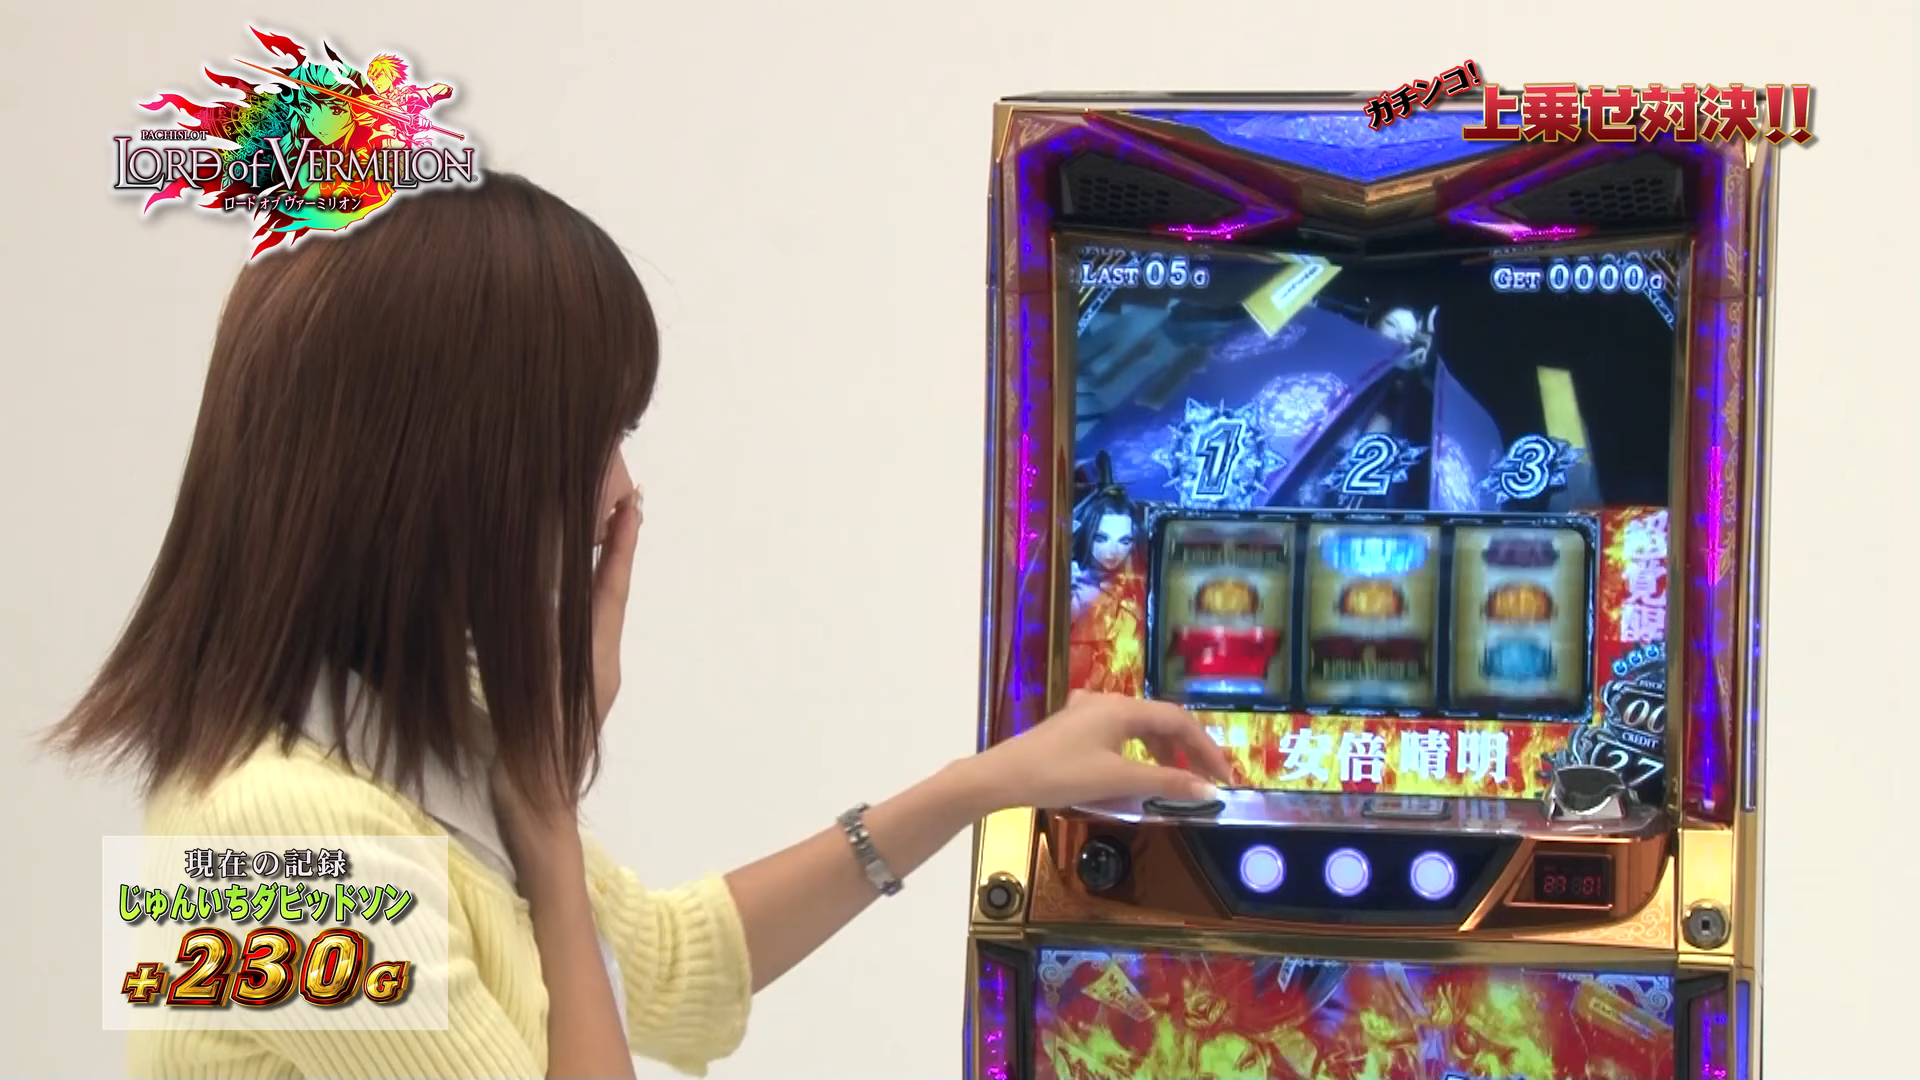 PACHISLOT
LORD of VERMILION
ロード オブ ヴァーミリオン
ガチンコ!
上乗せ対決!!
LAST 05G
GET 0000G
1 2 3
超覚醒
00
CREDIT
27
安倍晴明
現在の記録
じゅんいちダビッドソン
+230G